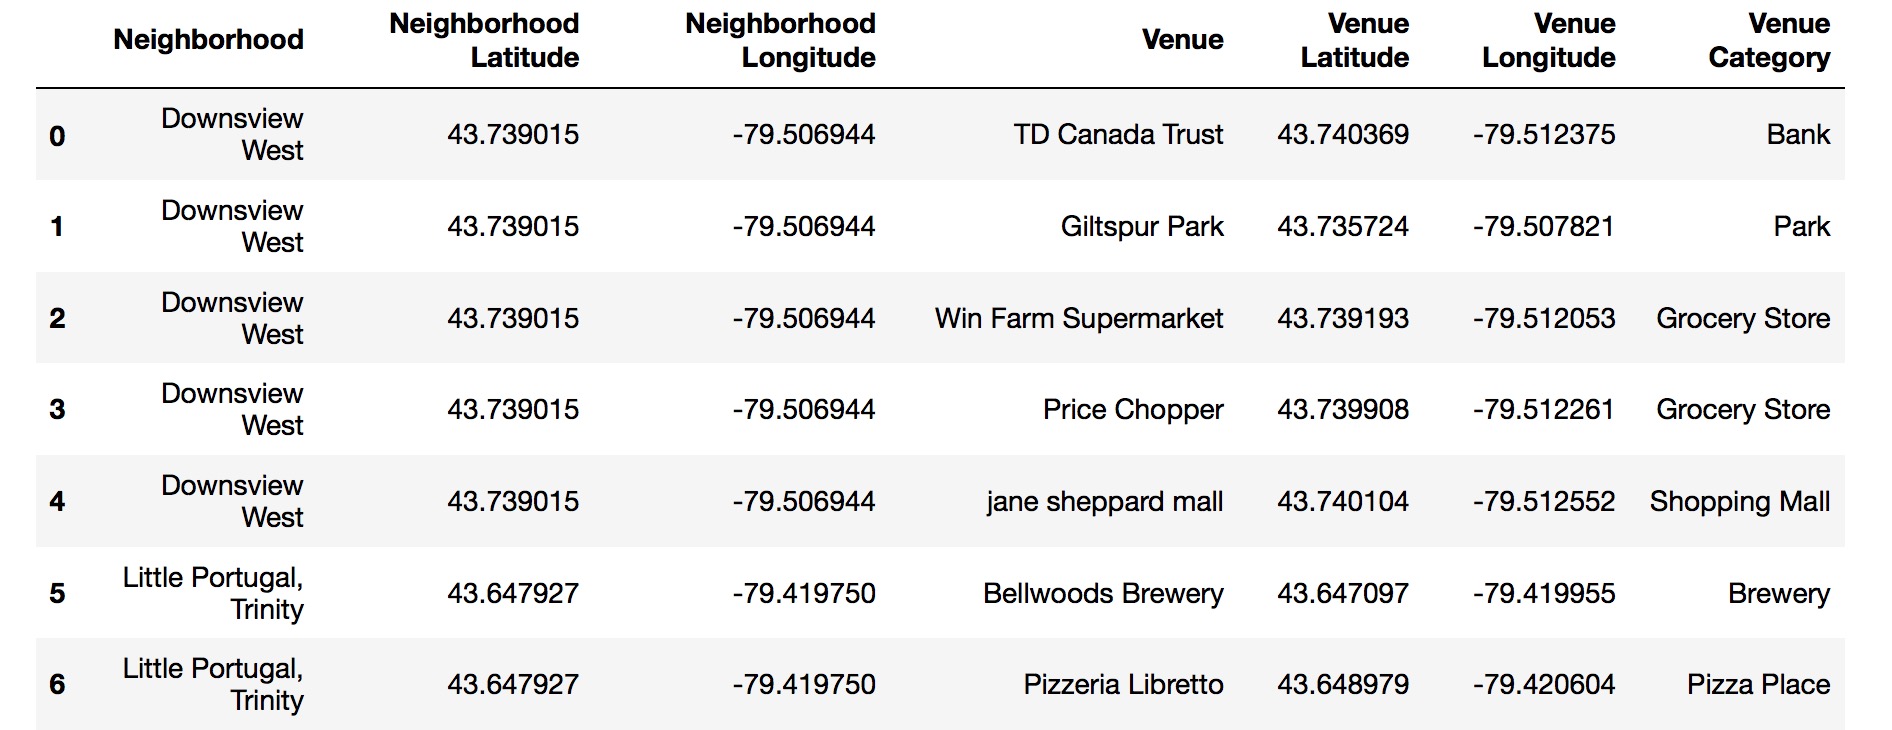 Neighborhood Neighborhood Latitude Neighborhood Longitude Venue Venue Latitude Venue Longitude Venue Category
0 Downsview West 43.739015 -79.506944 TD Canada Trust 43.740369 -79.512375 Bank
1 Downsview West 43.739015 -79.506944 Giltspur Park 43.735724 -79.507821 Park
2 Downsview West 43.739015 -79.506944 Win Farm Supermarket 43.739193 -79.512053 Grocery Store
3 Downsview West 43.739015 -79.506944 Price Chopper 43.739908 -79.512261 Grocery Store
4 Downsview West 43.739015 -79.506944 jane sheppard mall 43.740104 -79.512552 Shopping Mall
5 Little Portugal, Trinity 43.647927 -79.419750 Bellwoods Brewery 43.647097 -79.419955 Brewery
6 Little Portugal, Trinity 43.647927 -79.419750 Pizzeria Libretto 43.648979 -79.420604 Pizza Place